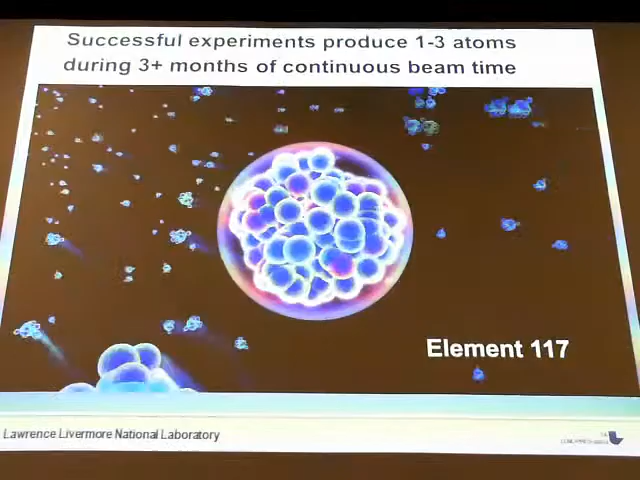 Successful experiments produce 1-3 atoms
during 3+ months of continuous beam time
Element 117
Lawrence Livermore National Laboratory